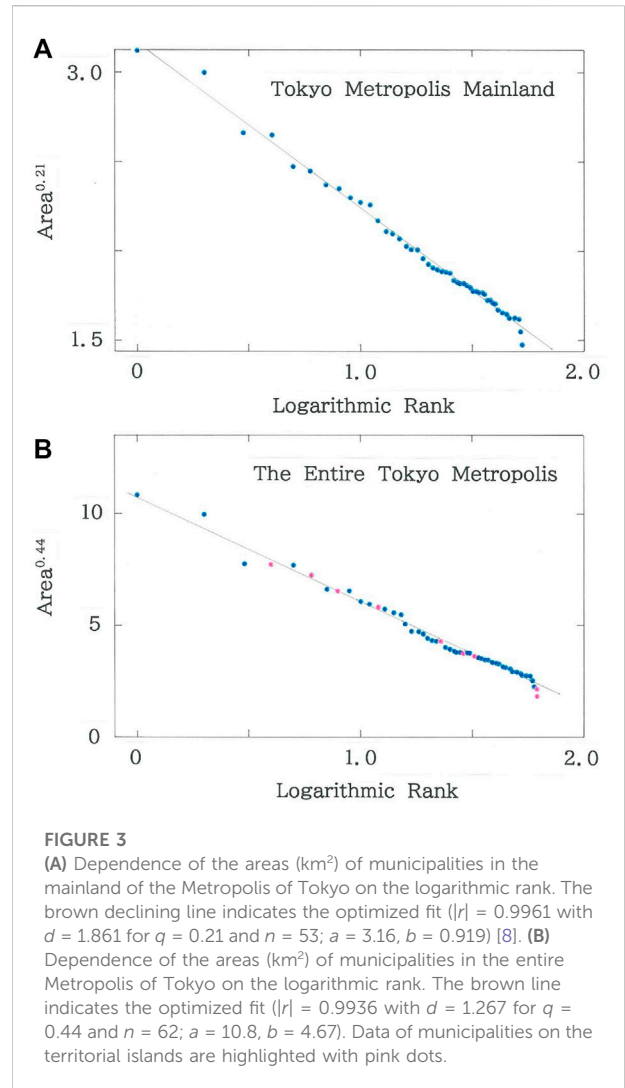 A
3.0
Tokyo Metropolis Mainland
Area^0.21
1.5
0 1.0 2.0
Logarithmic Rank
B
The Entire Tokyo Metropolis
10
Area^0.44
5
0
0 1.0 2.0
Logarithmic Rank
FIGURE 3
(A) Dependence of the areas (km²) of municipalities in the
mainland of the Metropolis of Tokyo on the logarithmic rank. The
brown declining line indicates the optimized fit (|r| = 0.9961 with
d = 1.861 for q = 0.21 and n = 53; a = 3.16, b = 0.919) [8]. (B)
Dependence of the areas (km²) of municipalities in the entire
Metropolis of Tokyo on the logarithmic rank. The brown line
indicates the optimized fit (|r| = 0.9936 with d = 1.267 for q =
0.44 and n = 62; a = 10.8, b = 4.67). Data of municipalities on the
territorial islands are highlighted with pink dots.